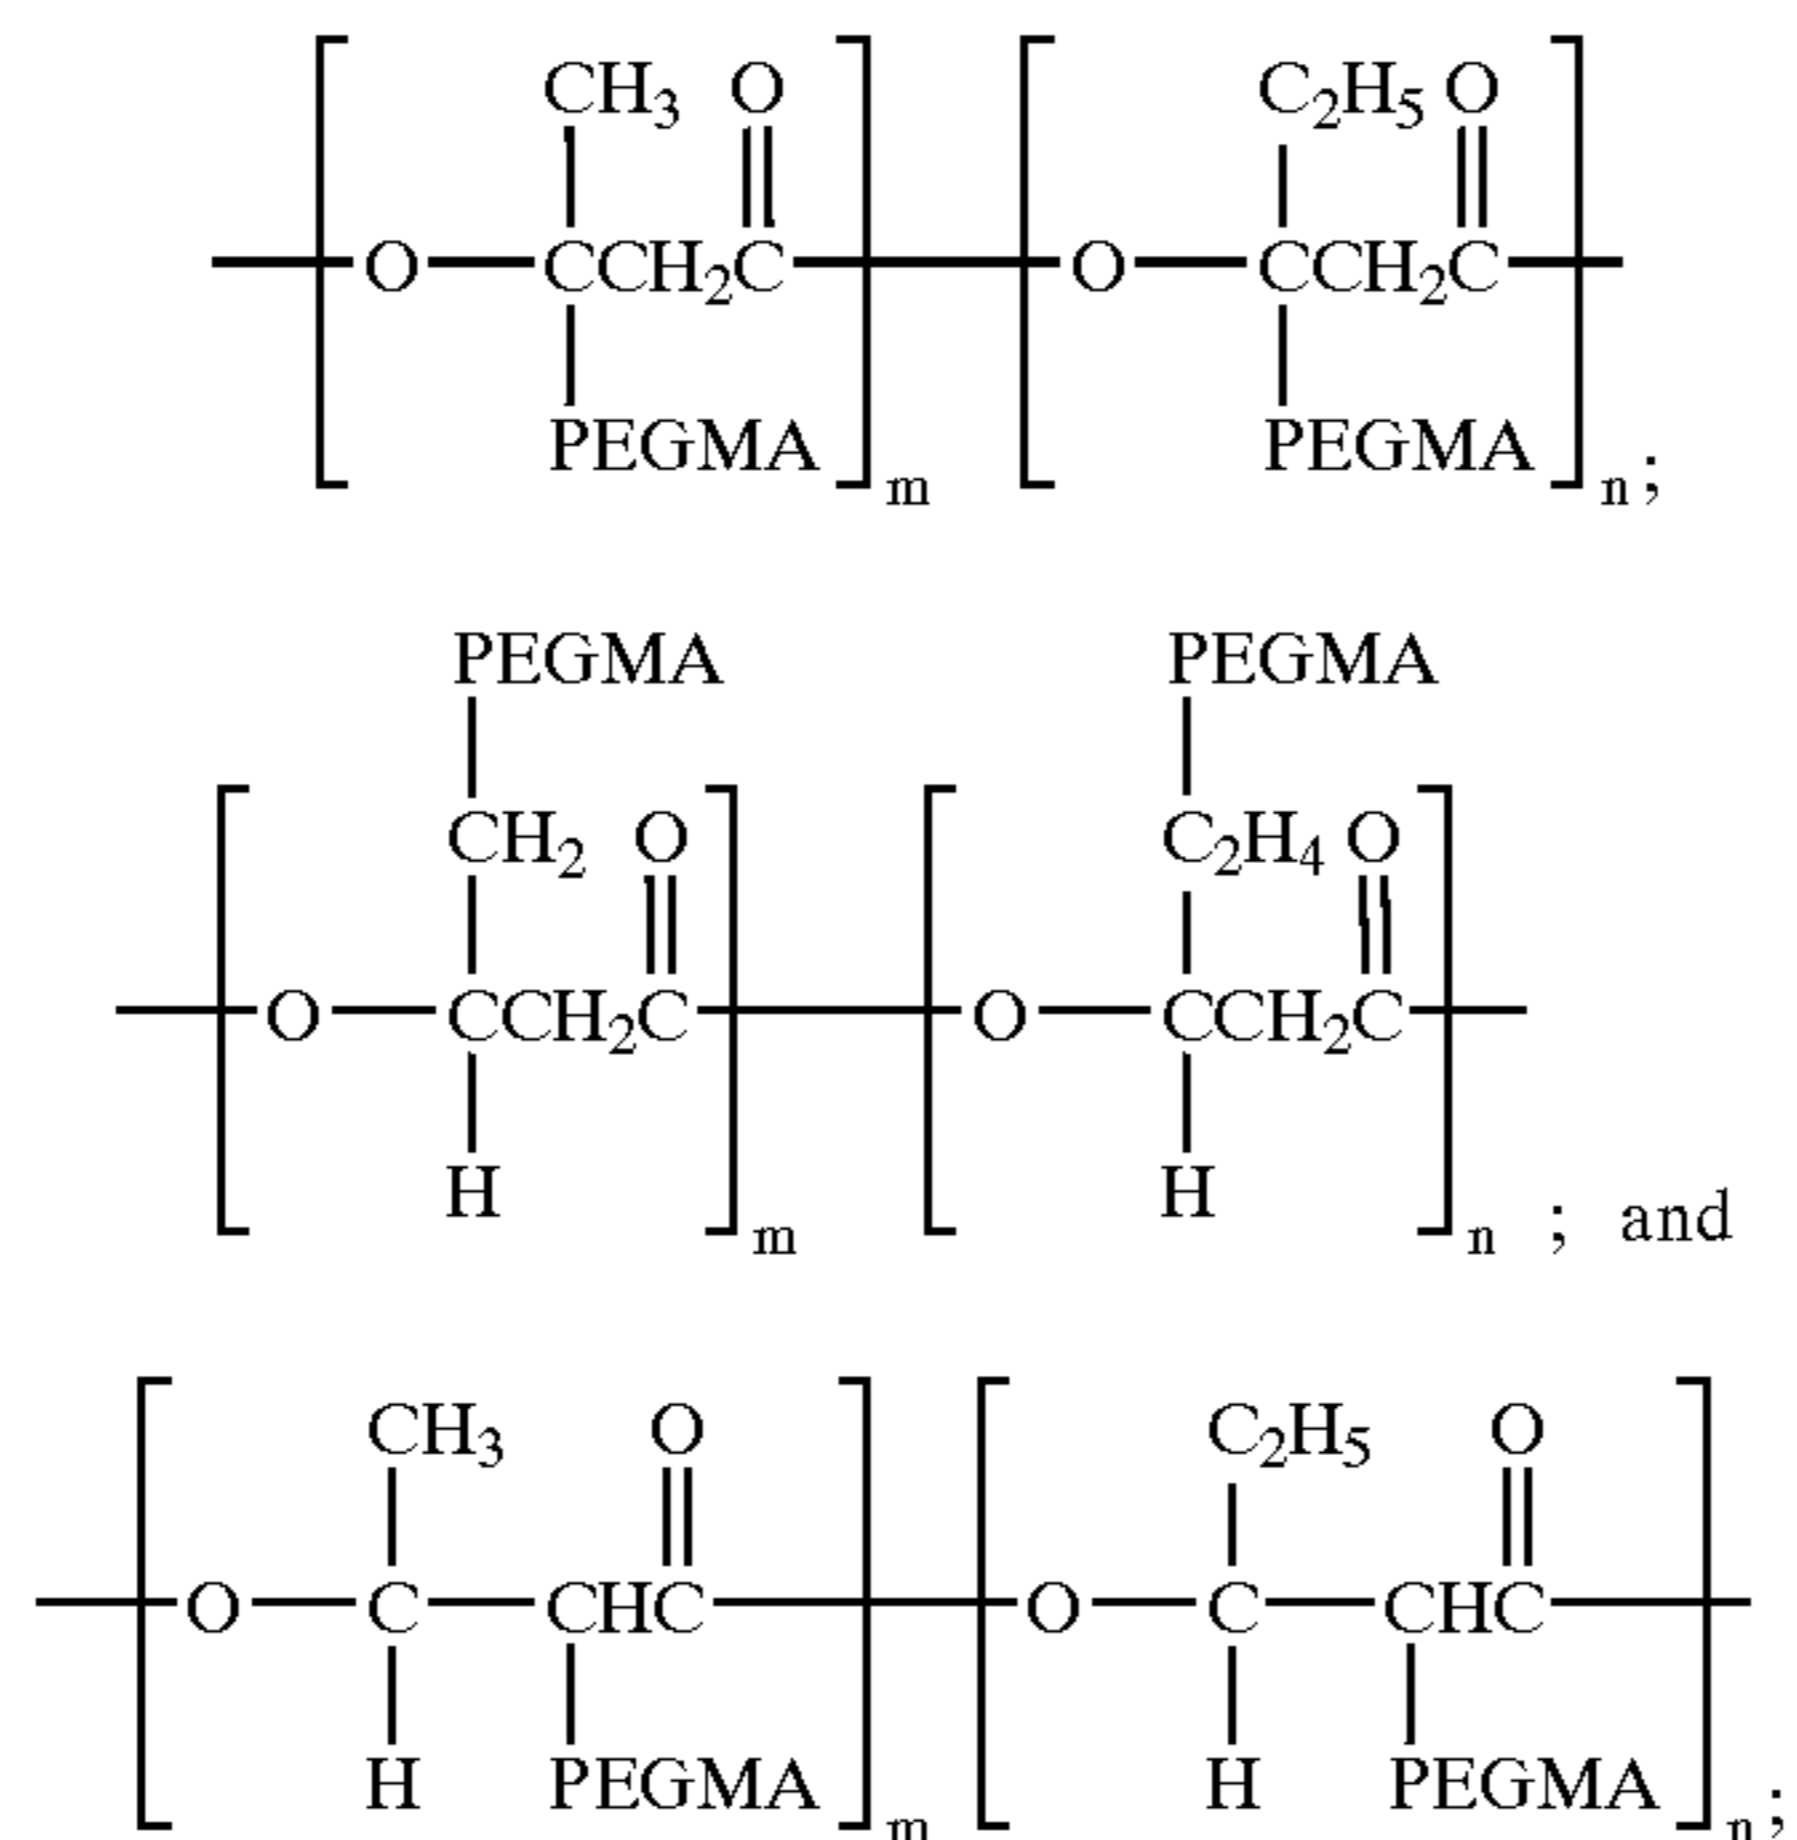 CH3 O C2H5 O
O CCH2C O CCH2C
PEGMA PEGMA
m n;
PEGMA PEGMA
CH2 O C2H4 O
O CCH2C O CCH2C
H H
m n ; and
CH3 O C2H5 O
O C CHC O C CHC
H PEGMA H PEGMA
m n;